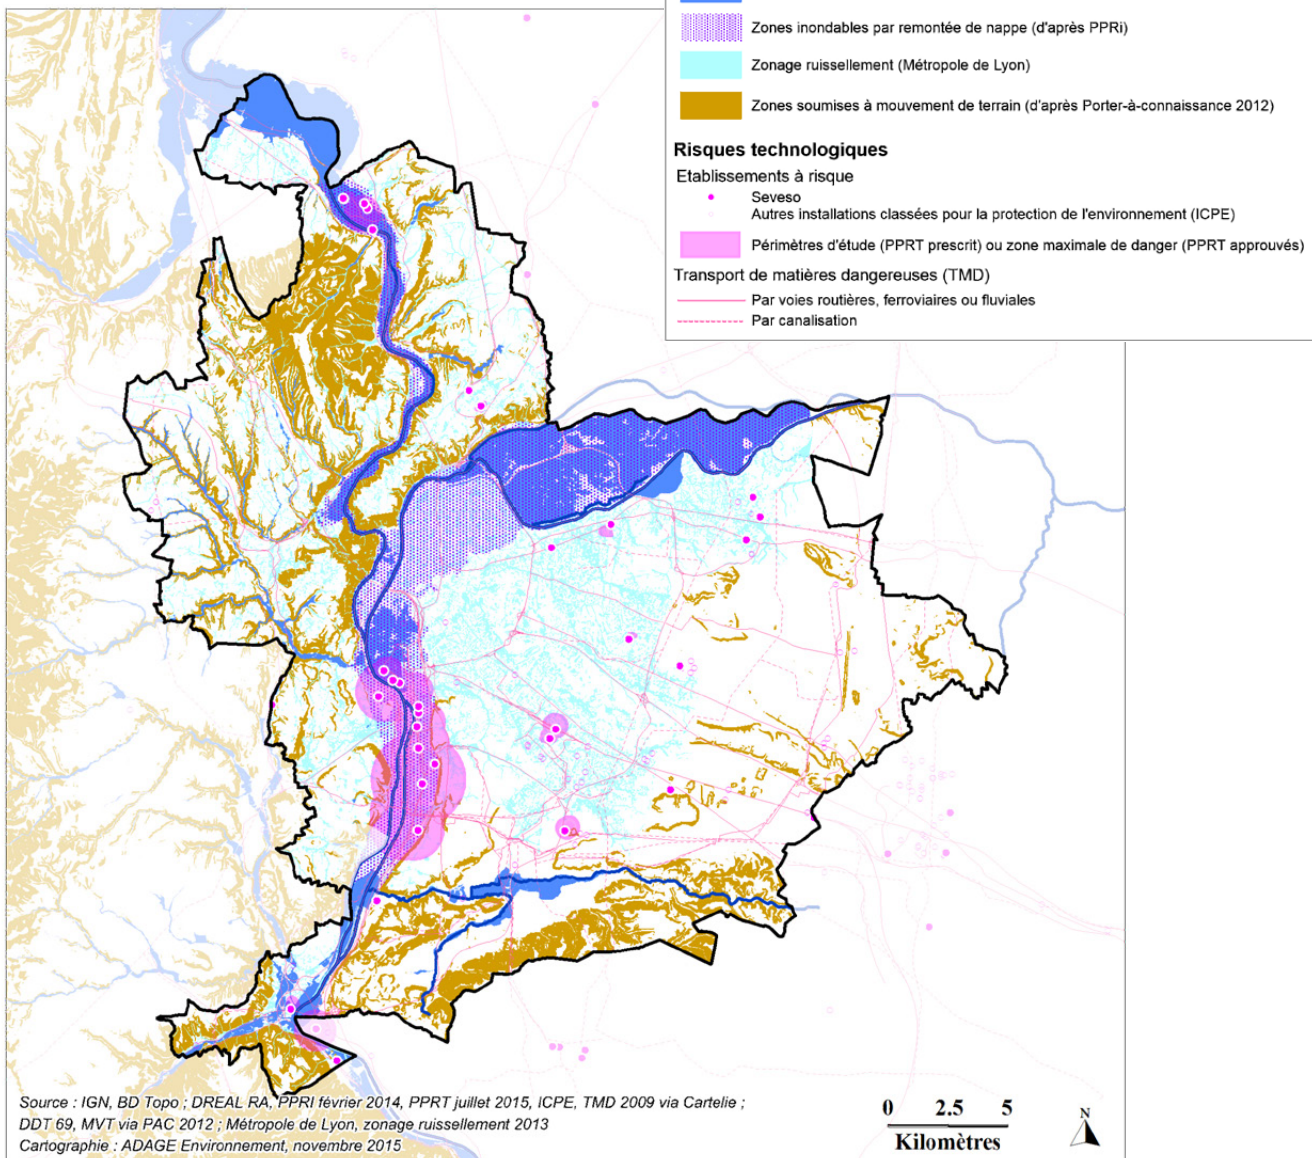 Zones inondables par remontée de nappe (d'après PPRi)
Zonage ruissellement (Métropole de Lyon)
Zones soumises à mouvement de terrain (d'après Porter-à-connaissance 2012)
Risques technologiques
Etablissements à risque
Seveso
Autres installations classées pour la protection de l'environnement (ICPE)
Périmètres d'étude (PPRT prescrit) ou zone maximale de danger (PPRT approuvés)
Transport de matières dangereuses (TMD)
Par voies routières, ferroviaires ou fluviales
Par canalisation
Source : IGN, BD Topo ; DREAL RA, PPRI février 2014, PPRT juillet 2015, ICPE, TMD 2009 via Cartelie ;
DDT 69, MVT via PAC 2012 ; Métropole de Lyon, zonage ruissellement 2013
Cartographie : ADAGE Environnement, novembre 2015
0 2.5 5
Kilomètres
N